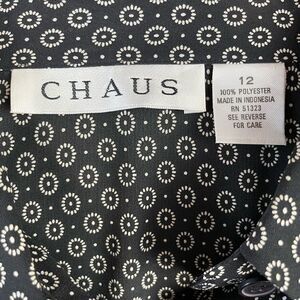 CHAUS
12
100% POLYESTER
MADE IN INDONESIA
RN 51323
SEE REVERSE
FOR CARE